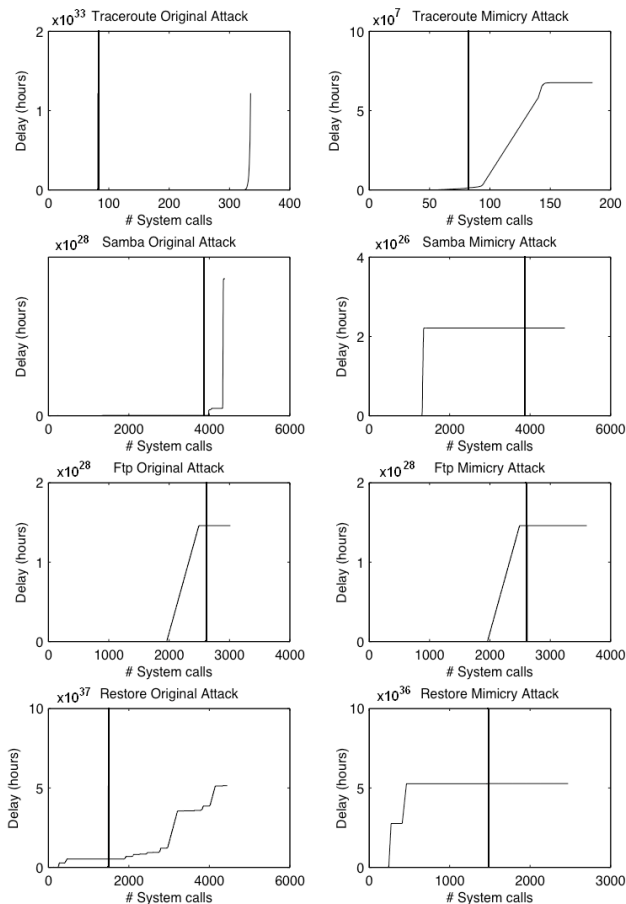 x10^33 Traceroute Original Attack
2
1
0
Delay (hours)
0 100 200 300 400
# System calls
x10^7 Traceroute Mimicry Attack
10
5
0
Delay (hours)
0 50 100 150 200
# System calls
x10^28 Samba Original Attack
0
Delay (hours)
0 2000 4000 6000
# System calls
x10^26 Samba Mimicry Attack
4
2
0
Delay (hours)
0 2000 4000 6000
# System calls
x10^28 Ftp Original Attack
2
1
0
Delay (hours)
0 1000 2000 3000 4000
# System calls
x10^28 Ftp Mimicry Attack
2
1
0
Delay (hours)
0 1000 2000 3000 4000
# System calls
x10^37 Restore Original Attack
10
5
0
Delay (hours)
0 2000 4000 6000
# System calls
x10^36 Restore Mimicry Attack
10
5
0
Delay (hours)
0 1000 2000 3000
# System calls